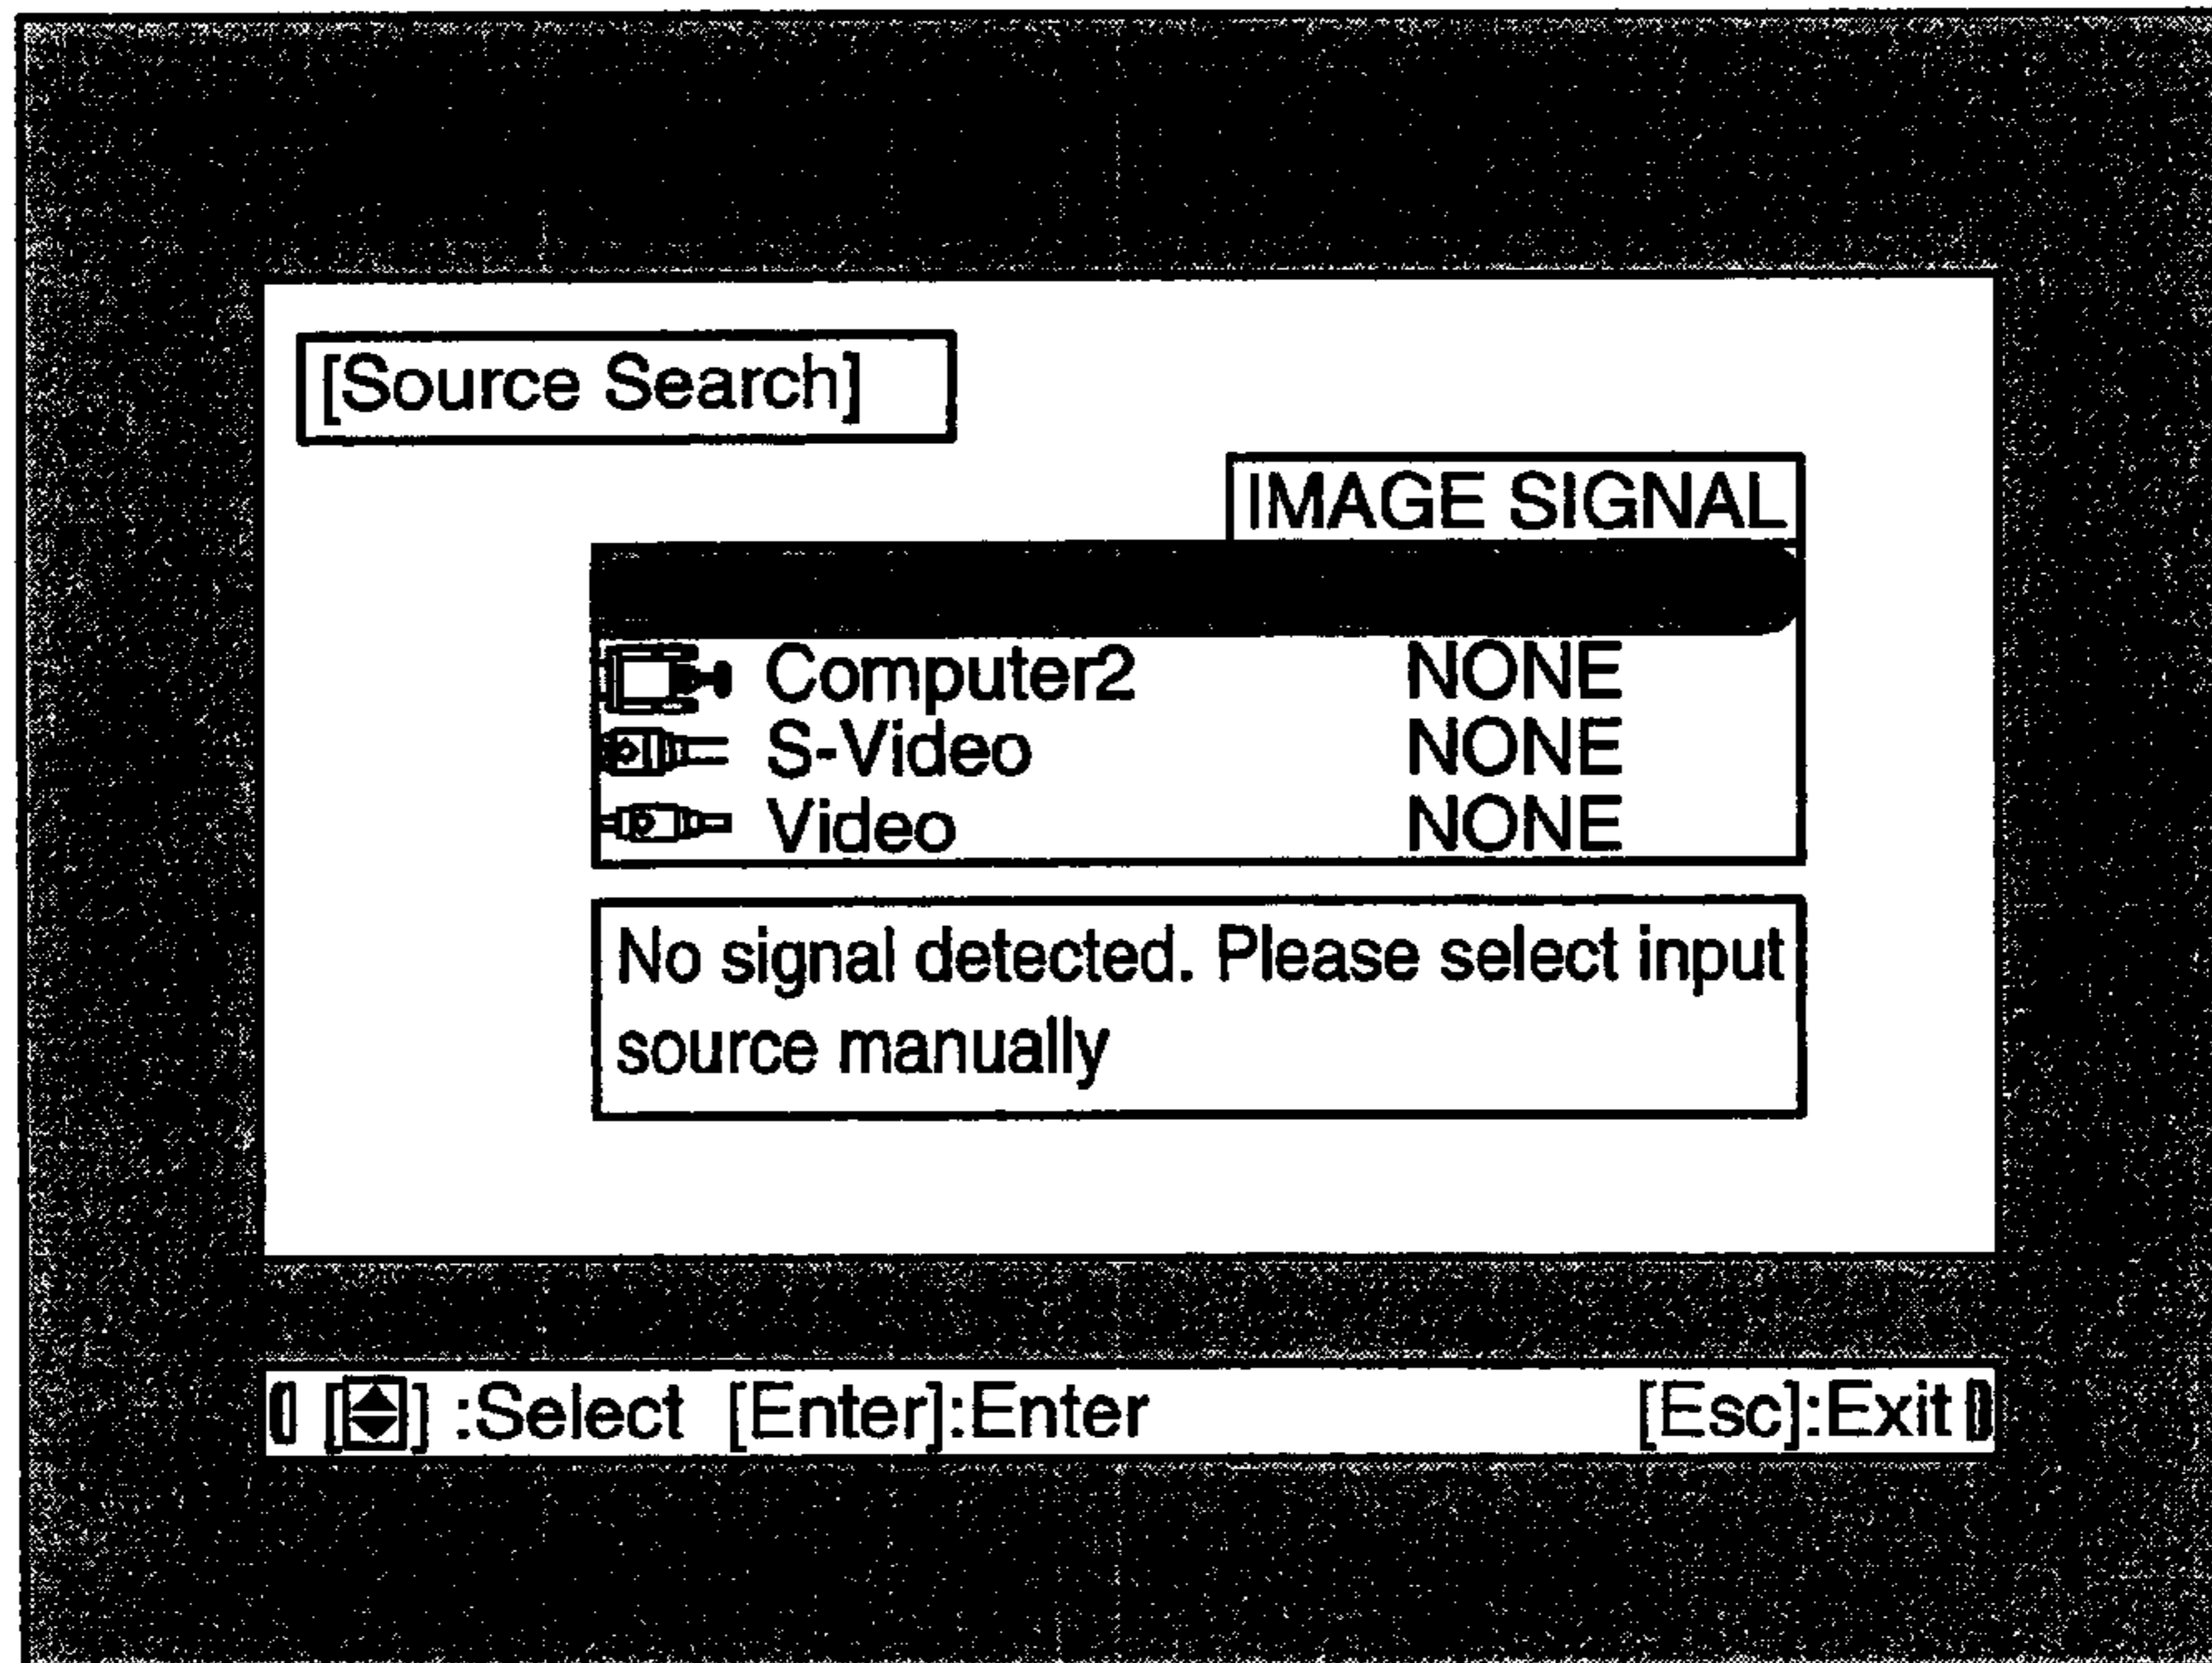 [Source Search]
IMAGE SIGNAL
Computer2 NONE
S-Video NONE
Video NONE
No signal detected. Please select input
source manually
[] :Select [Enter]:Enter [Esc]:Exit